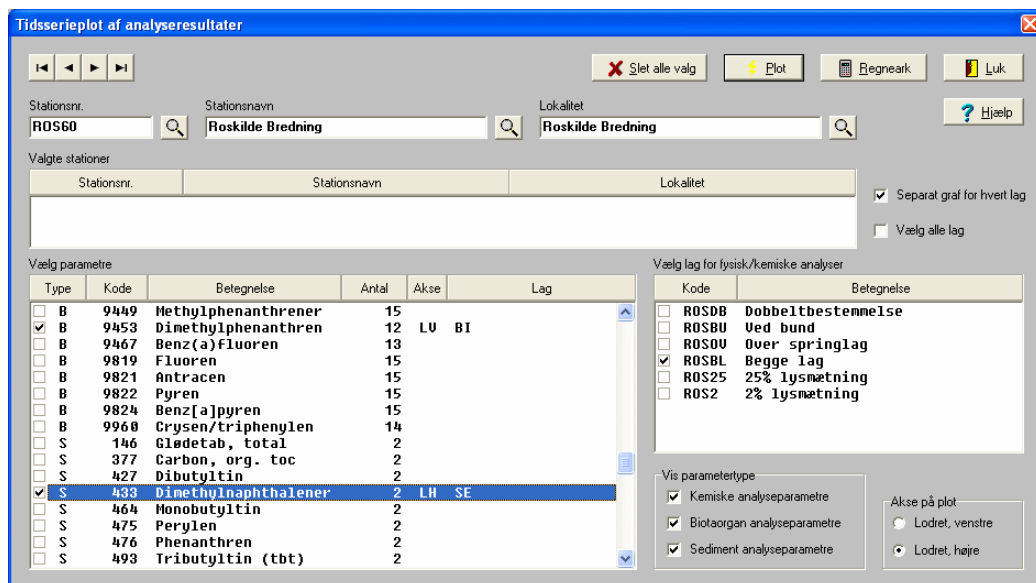 Tidsserieplot af analyseresultater
Slet alle valg Plot Regneark Luk
Stationsnr. Stationsnavn Lokalitet
ROS60 Roskilde Bredning Roskilde Bredning Hjælp
Valgte stationer
Stationsnr. Stationsnavn Lokalitet
Separat graf for hvert lag
Vælg alle lag
Vælg parametre
Type Kode Betegnelse Antal Akse Lag
B 9449 Methylphenanthrener 15
B 9453 Dimethylphenanthren 12 LV BI
B 9467 Benz(a)fluoren 13
B 9819 Fluoren 15
B 9821 Antracen 15
B 9822 Pyren 15
B 9824 Benz[a]pyren 15
B 9960 Crysen/triphenylen 14
S 146 Glødetab, total 2
S 377 Carbon, org. toc 2
S 427 Dibutyltin 2
S 433 Dimethylnaphthalener 2 LH SE
S 464 Monobutyltin 2
S 475 Perylen 2
S 476 Phenanthren 2
S 493 Tributyltin (tbt) 2
Vælg lag for fysisk/kemiske analyser
Kode Betegnelse
ROSDB Dobbeltbestemmelse
ROSBU Ved bund
ROSOV Over springlag
ROSBL Begge lag
ROS25 25% lysmætning
ROS2 2% lysmætning
Vis parametertype
Kemiske analyseparametre
Biotaorgan analyseparametre
Sediment analyseparametre
Akse på plot
Lodret, venstre
Lodret, højre